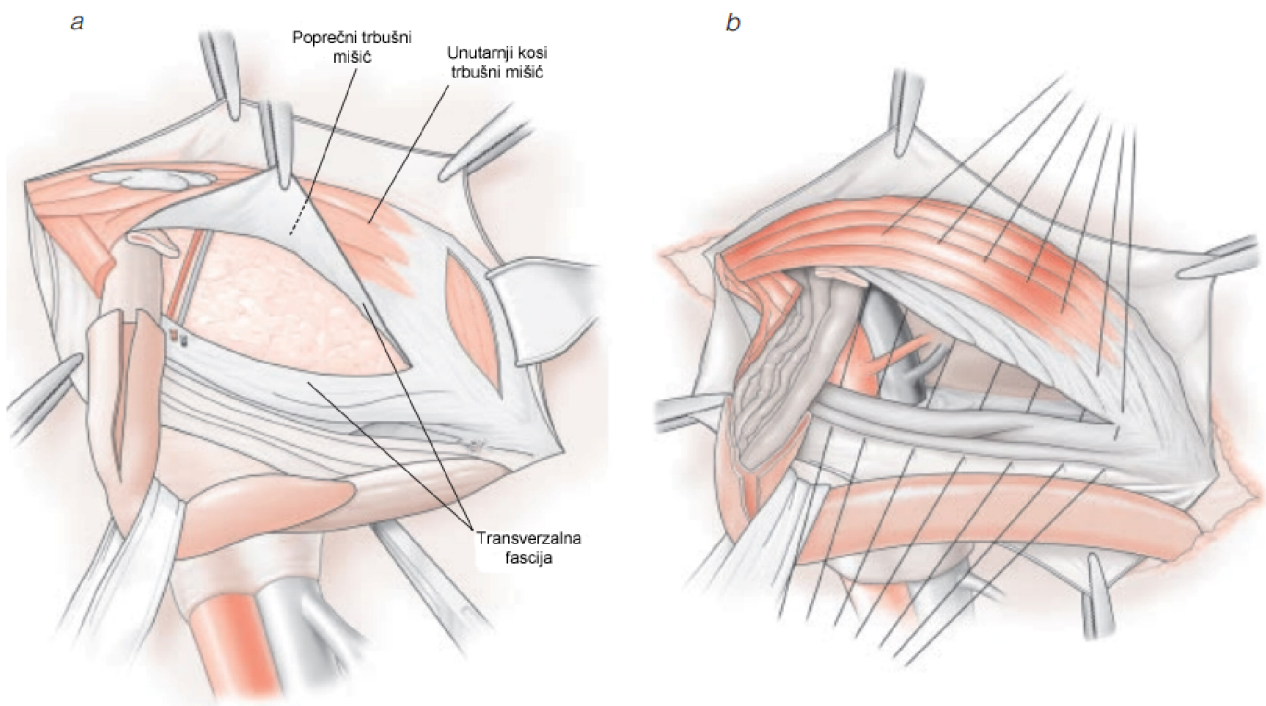 a
b
Poprečni trbušni
mišić
Unutarnji kosi
trbušni mišić
Transverzalna
fascija